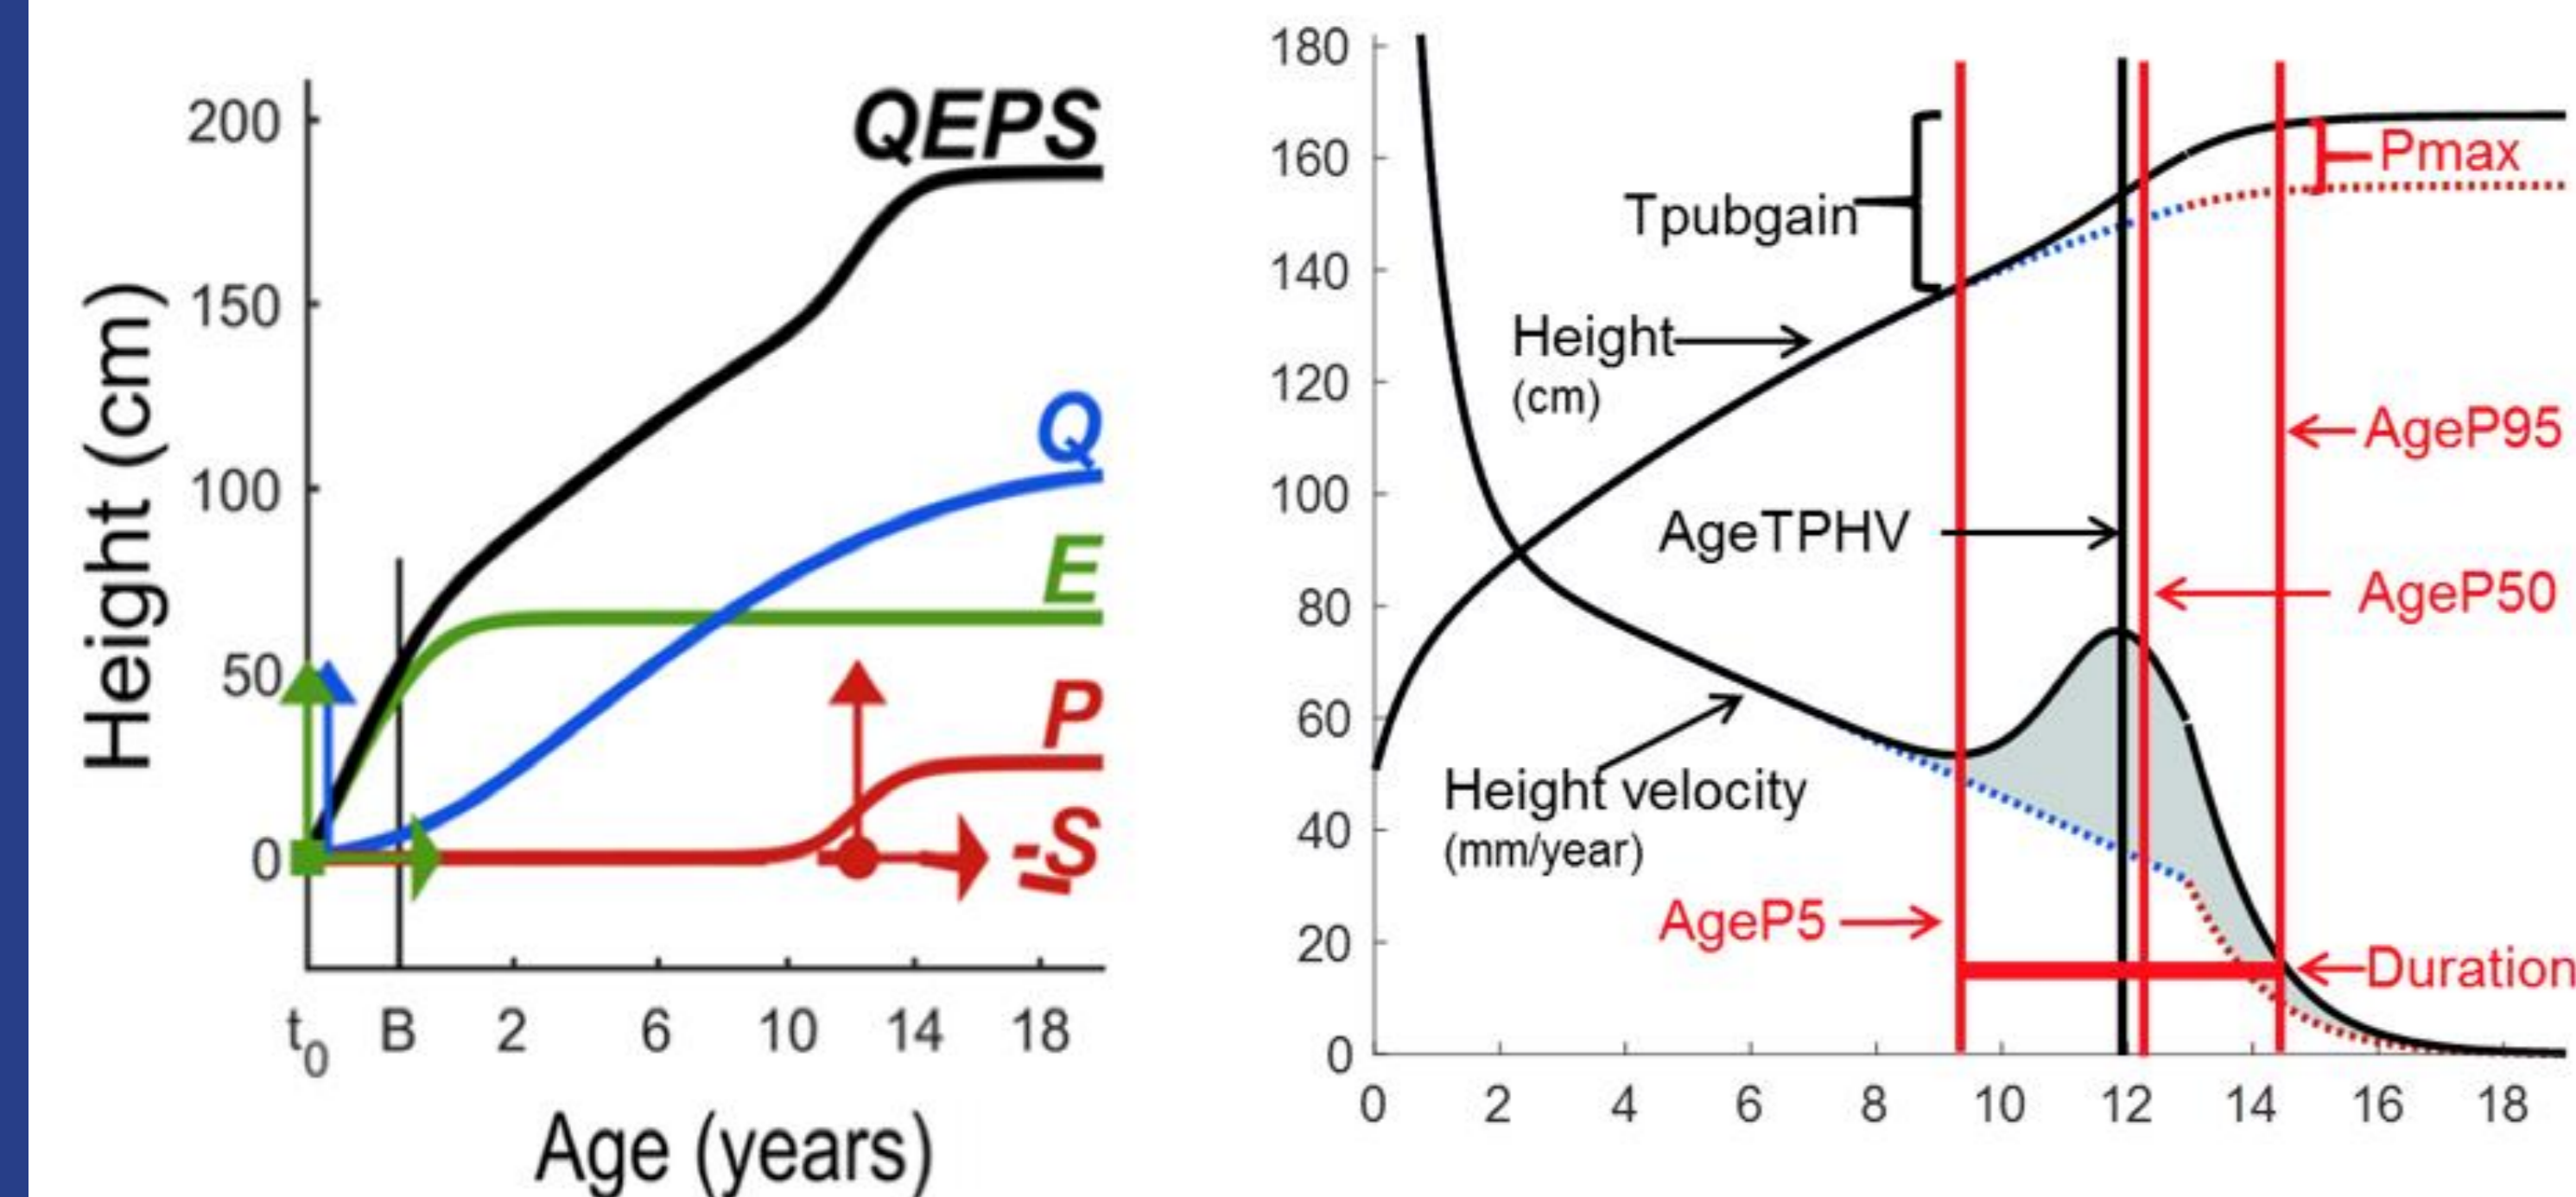 200
150
100
50
0
Height (cm)
QEPS
Q
E
P
-S
t0 B 2 6 10 14 18
Age (years)
180
160
140
120
100
80
60
40
20
0
Tpubgain
Pmax
Height
(cm)
AgeP95
AgeTPHV
AgeP50
Height velocity
(mm/year)
AgeP5
Duration
0 2 4 6 8 10 12 14 16 18